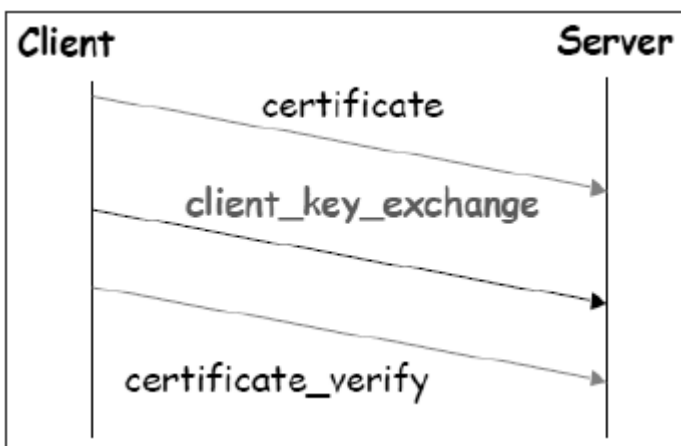 Client
Server
certificate
client_key_exchange
certificate_verify